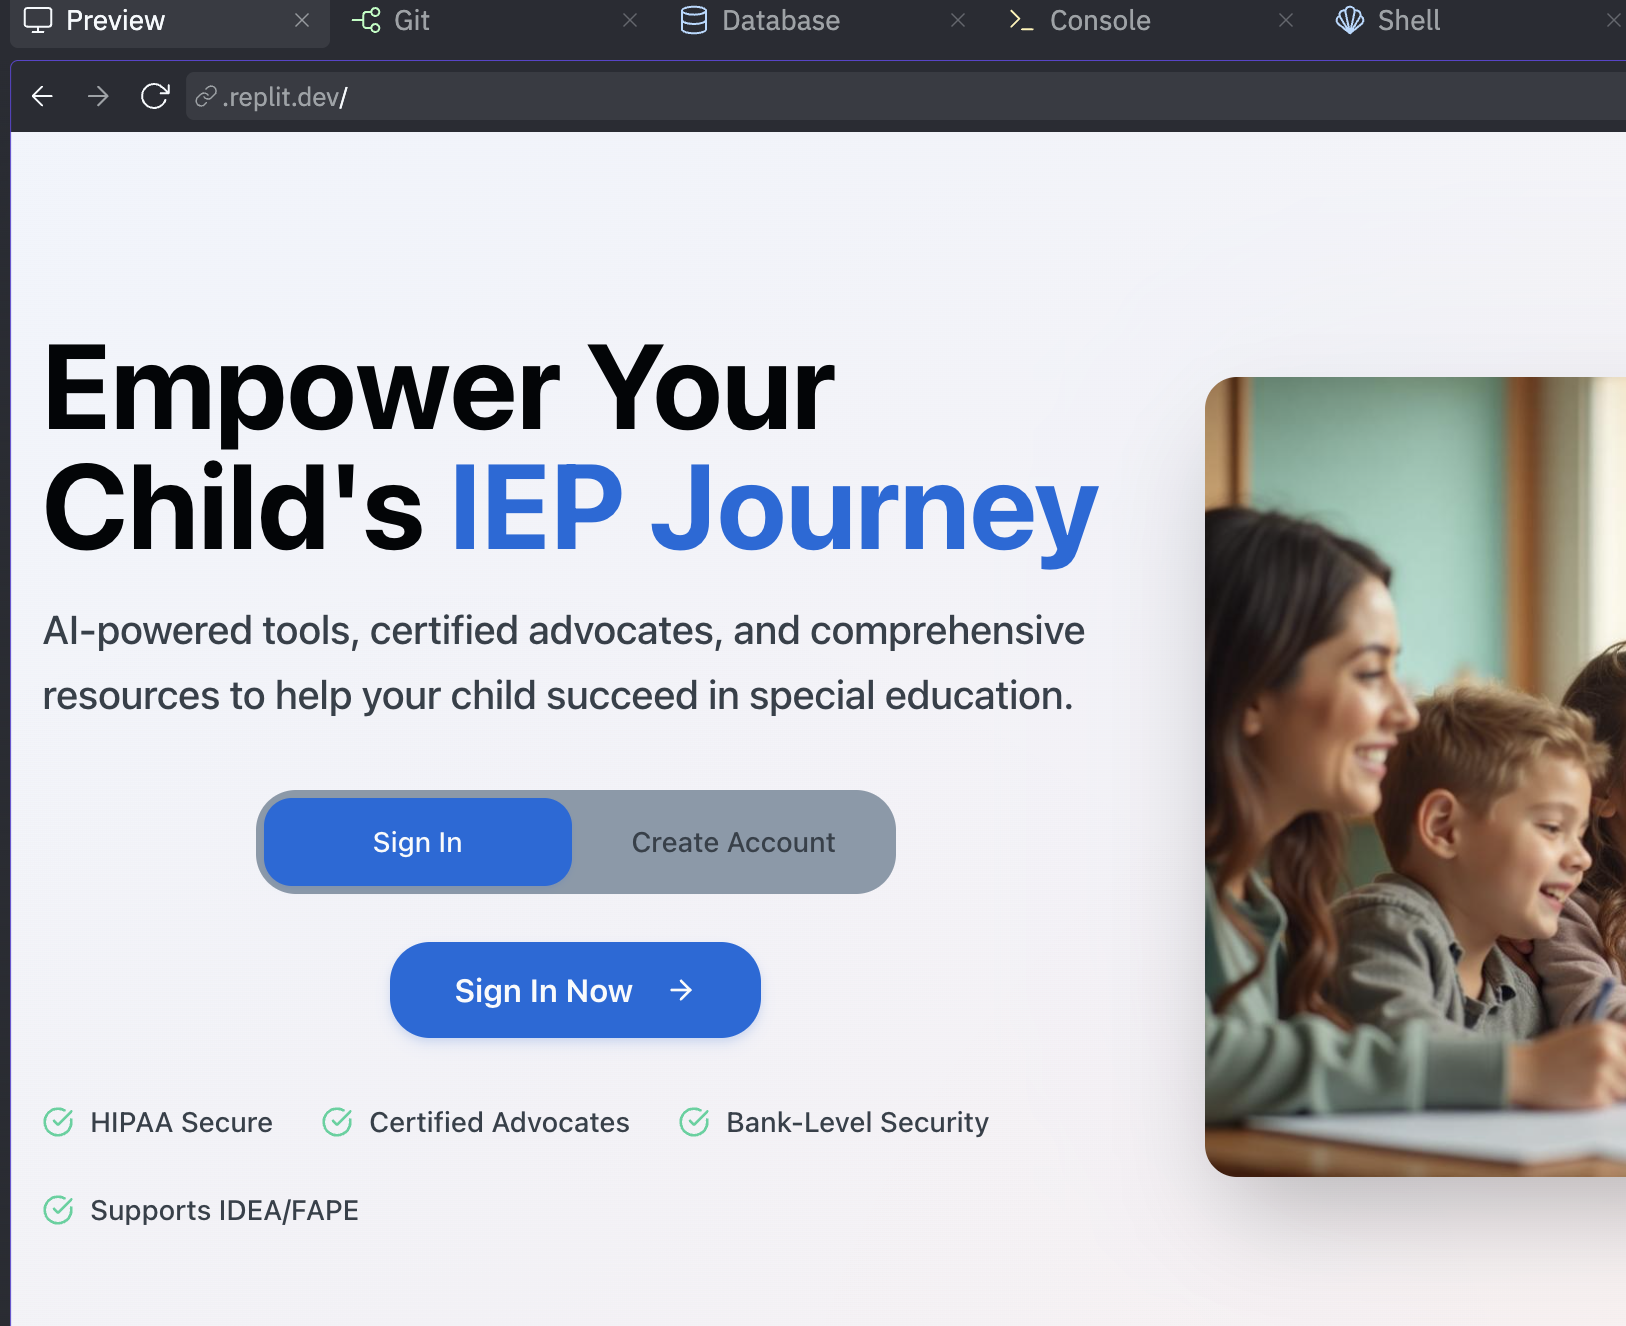 Preview
Git
Database
Console
Shell
.replit.dev/
Empower Your
Child's IEP Journey
AI-powered tools, certified advocates, and comprehensive
resources to help your child succeed in special education.
Sign In
Create Account
Sign In Now
HIPAA Secure
Certified Advocates
Bank-Level Security
Supports IDEA/FAPE